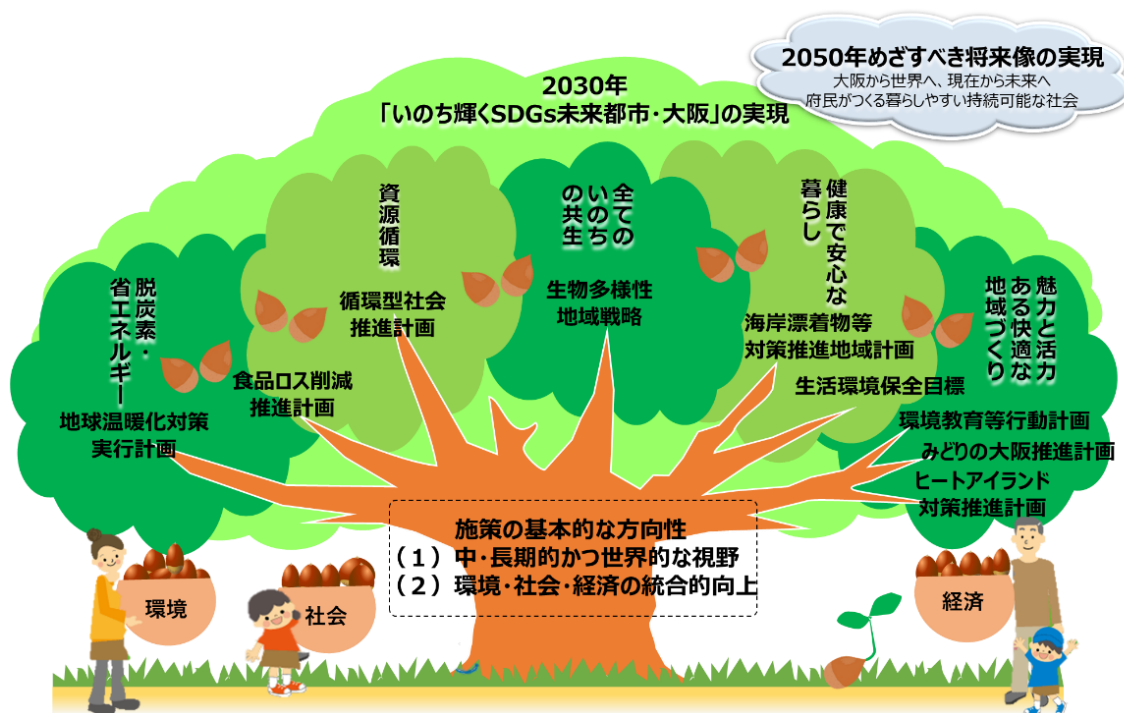 2050年めざすべき将来像の実現
大阪から世界へ、現在から未来へ
府民がつくる暮らしやすい持続可能な社会
2030年
「いのち輝くSDGs未来都市・大阪」の実現
脱炭素・
省エネルギー
地球温暖化対策
実行計画
資源循環
循環型社会
推進計画
食品ロス削減
推進計画
全ての
いのち
の共生
生物多様性
地域戦略
健康で安心な
暮らし
海岸漂着物等
対策推進地域計画
生活環境保全目標
魅力と活力
ある快適な
地域づくり
環境教育等行動計画
みどりの大阪推進計画
ヒートアイランド
対策推進計画
施策の基本的な方向性
（１）中・長期的かつ世界的な視野
（２）環境・社会・経済の統合的向上
環境
社会
経済